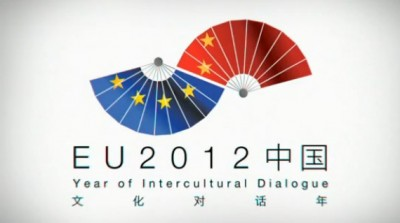 EU2012中国
Year of Intercultural Dialogue
文化对话年